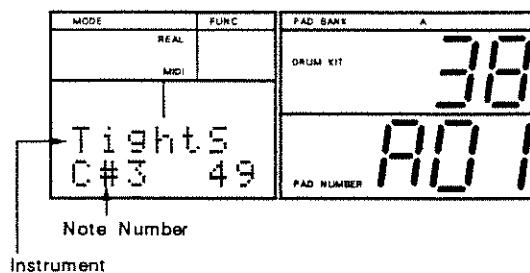 MODE FUNC
REAL
MIDI
TightS
C#3 49
PAD BANK A
DRUM KIT 38
PAD NUMBER A01
Note Number
Instrument